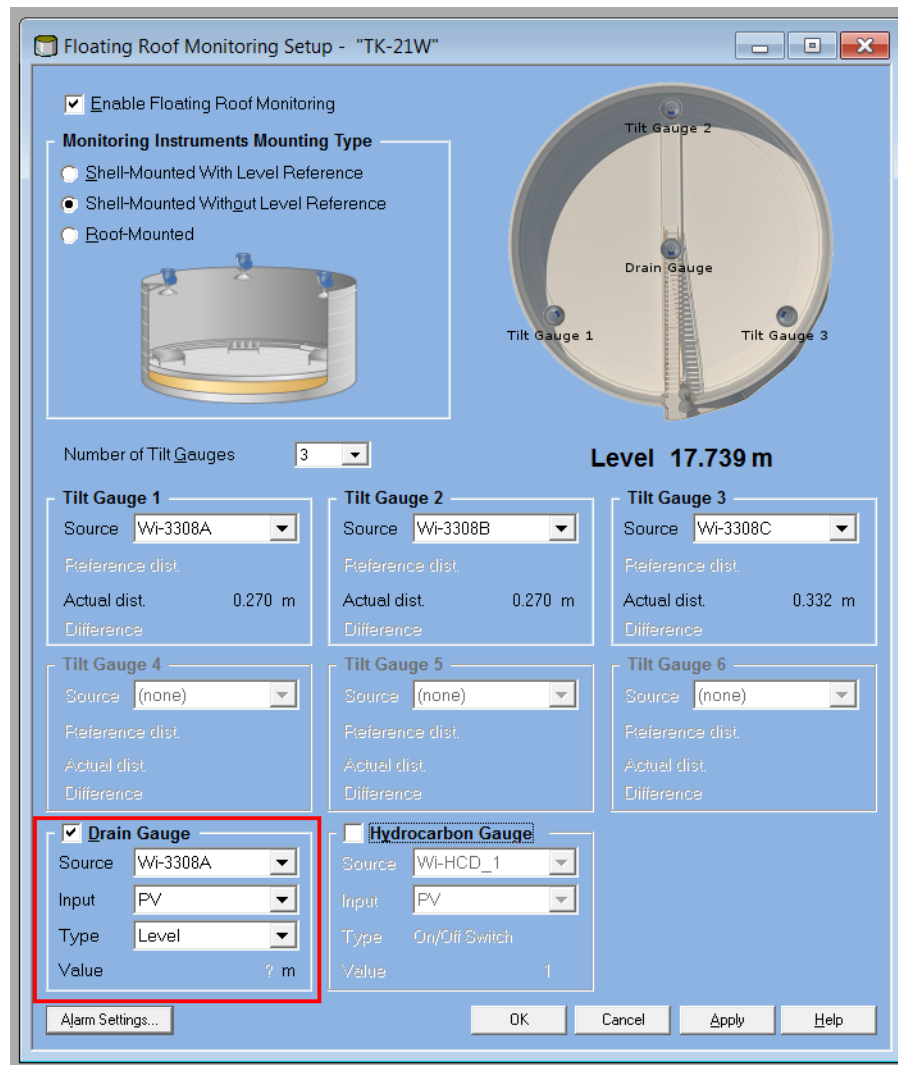 Floating Roof Monitoring Setup - "TK-21W"
Enable Floating Roof Monitoring
Monitoring Instruments Mounting Type
Shell-Mounted With Level Reference
Shell-Mounted Without Level Reference
Roof-Mounted
Tilt Gauge 2
Drain Gauge
Tilt Gauge 1
Tilt Gauge 3
Number of Tilt Gauges 3
Level 17.739 m
Tilt Gauge 1
Source Wi-3308A
Reference dist.
Actual dist. 0.270 m
Difference
Tilt Gauge 2
Source Wi-3308B
Reference dist.
Actual dist. 0.270 m
Difference
Tilt Gauge 3
Source Wi-3308C
Reference dist.
Actual dist. 0.332 m
Difference
Tilt Gauge 4
Source (none)
Reference dist.
Actual dist.
Difference
Tilt Gauge 5
Source (none)
Reference dist.
Actual dist.
Difference
Tilt Gauge 6
Source (none)
Reference dist.
Actual dist.
Difference
Drain Gauge
Source Wi-3308A
Input PV
Type Level
Value ? m
Hydrocarbon Gauge
Source Wi-HCD_1
Input PV
Type On/Off Switch
Value 1
Alarm Settings...
OK
Cancel
Apply
Help